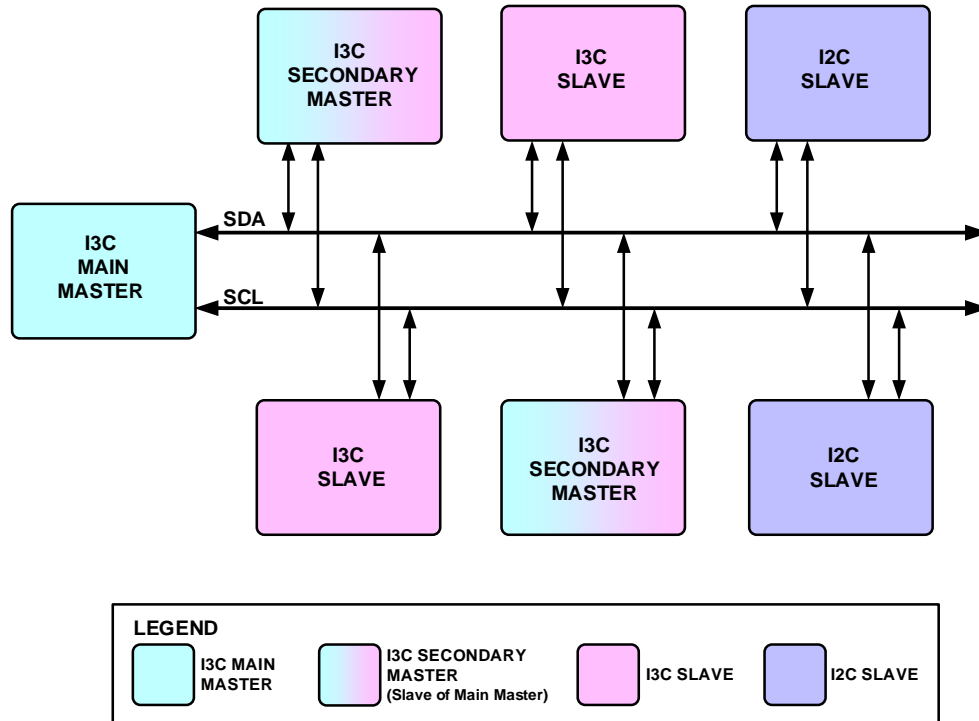 I3C
SECONDARY
MASTER
I3C
SLAVE
I2C
SLAVE
I3C
MAIN
MASTER
SDA
SCL
I3C
SLAVE
I3C
SECONDARY
MASTER
I2C
SLAVE
LEGEND
I3C MAIN
MASTER
I3C SECONDARY
MASTER
(Slave of Main Master)
I3C SLAVE
I2C SLAVE